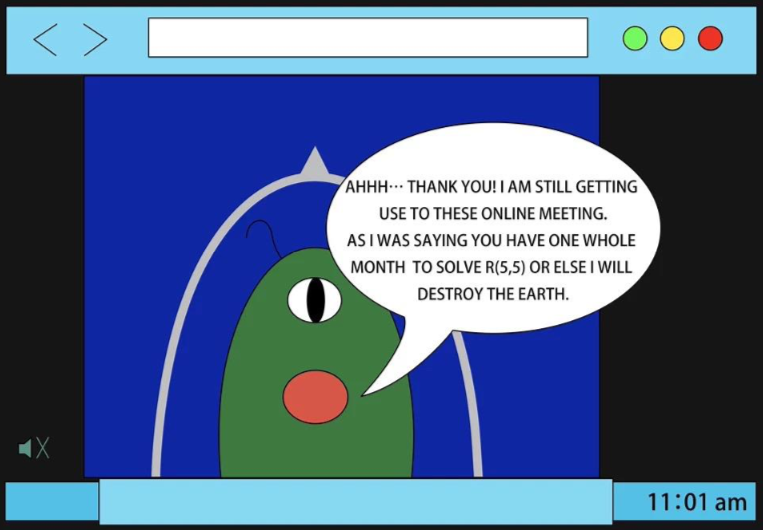 AHHH··· THANK YOU! I AM STILL GETTING
USE TO THESE ONLINE MEETING.
AS I WAS SAYING YOU HAVE ONE WHOLE
MONTH TO SOLVE R(5,5) OR ELSE I WILL
DESTROY THE EARTH.
11:01 am